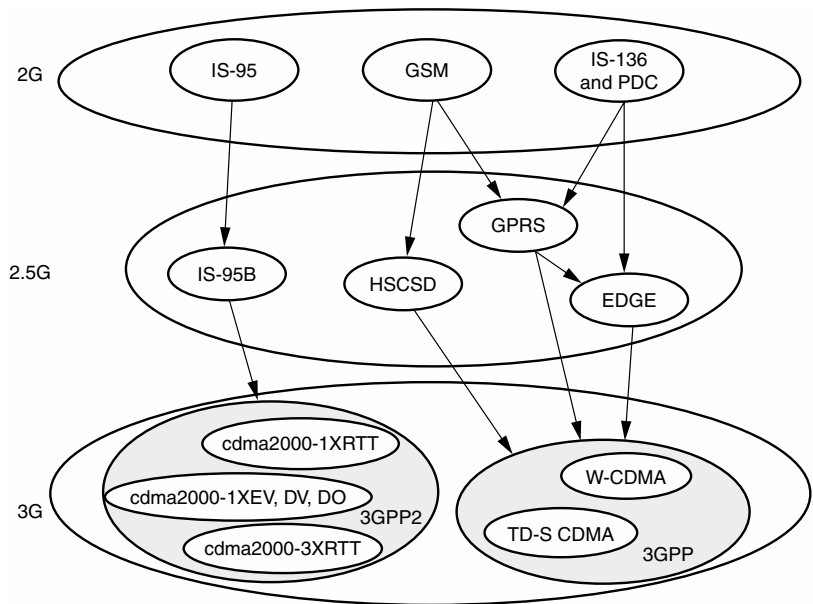 2G
IS-95
GSM
IS-136
and PDC
2.5G
GPRS
IS-95B
HSCSD
EDGE
3G
cdma2000-1XRTT
cdma2000-1XEV, DV, DO
3GPP2
cdma2000-3XRTT
W-CDMA
TD-S CDMA
3GPP